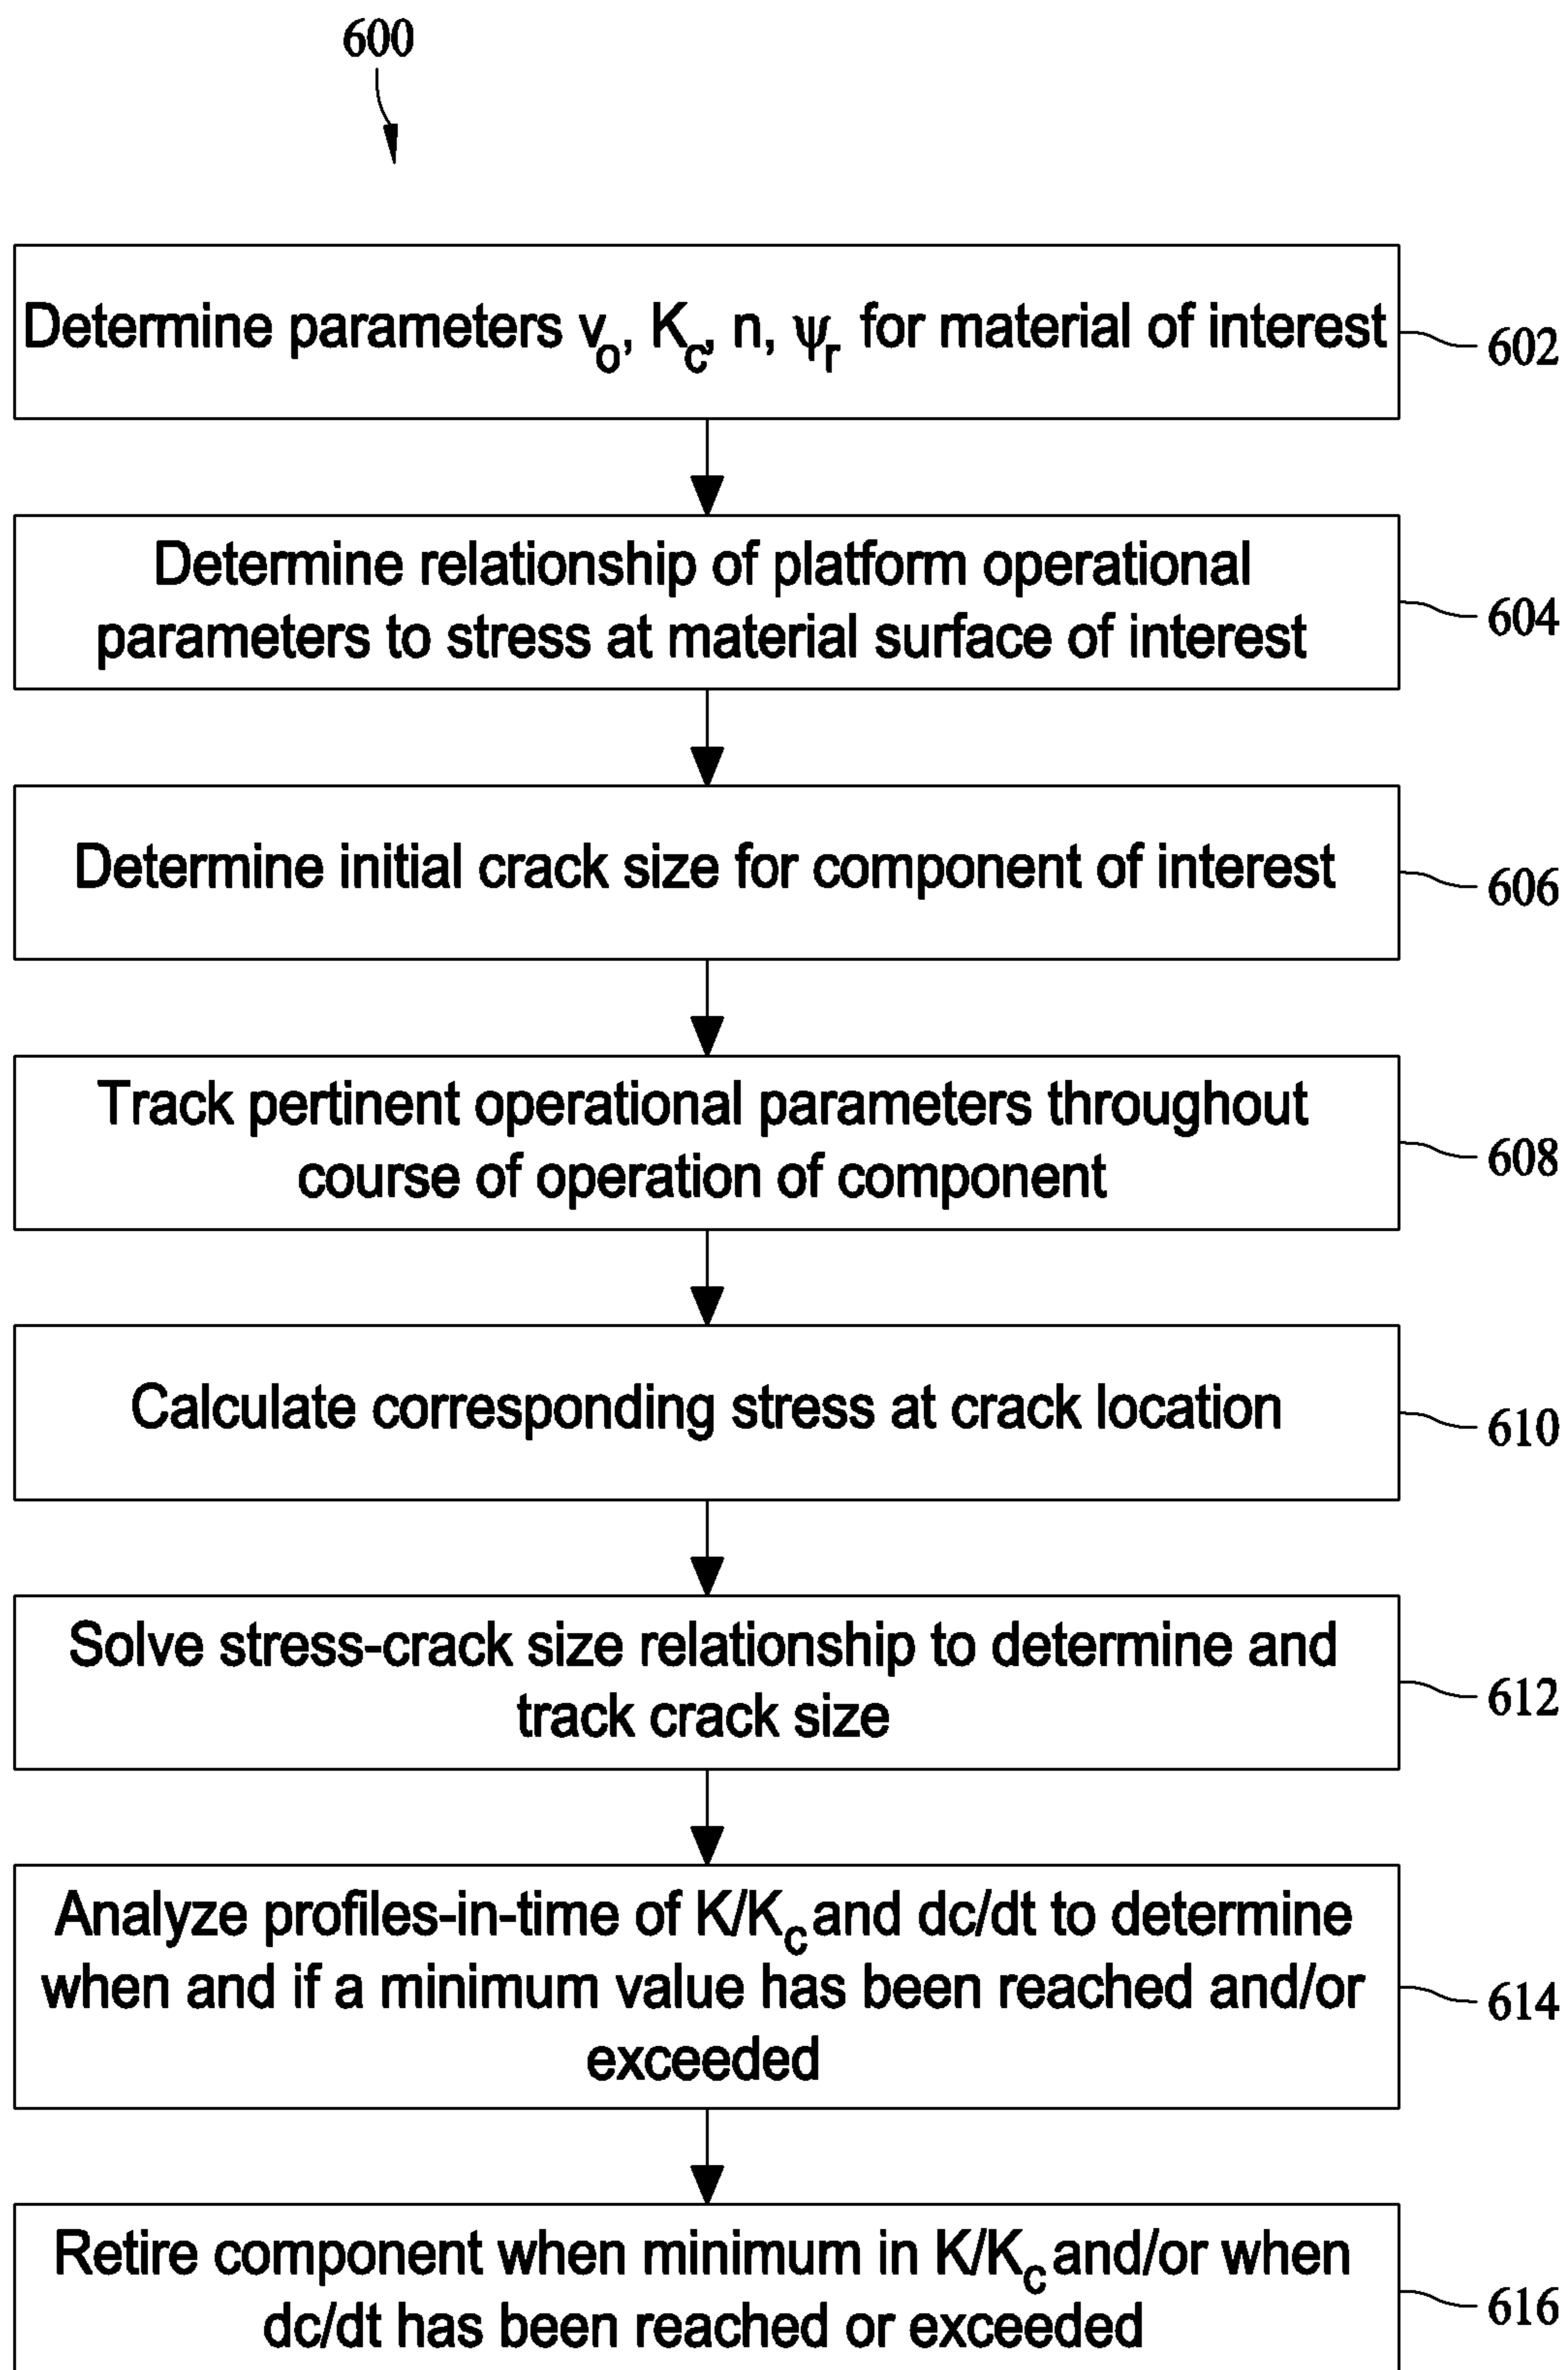 600
Determine parameters vₒ, K_c, n, ψᵣ for material of interest
602
Determine relationship of platform operational
parameters to stress at material surface of interest
604
Determine initial crack size for component of interest
606
Track pertinent operational parameters throughout
course of operation of component
608
Calculate corresponding stress at crack location
610
Solve stress-crack size relationship to determine and
track crack size
612
Analyze profiles-in-time of K/K_c and dc/dt to determine
when and if a minimum value has been reached and/or
exceeded
614
Retire component when minimum in K/K_c and/or when
dc/dt has been reached or exceeded
616